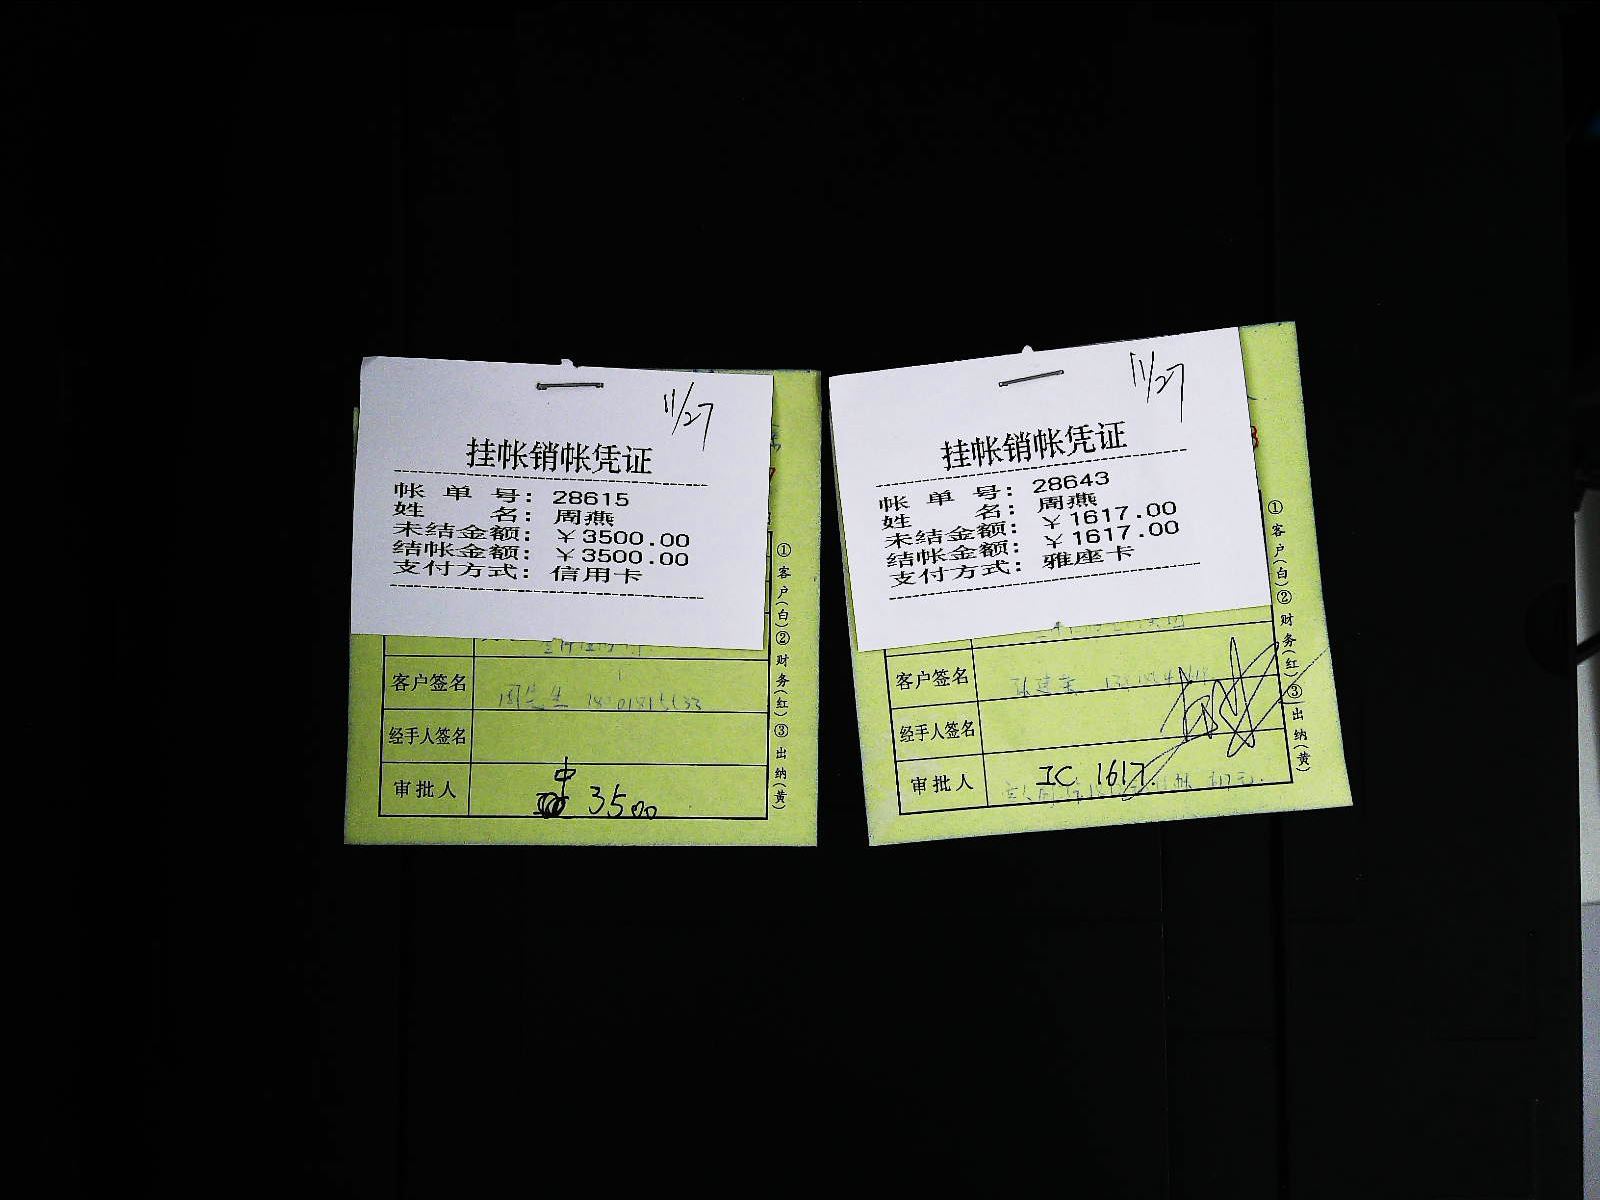 11/27
挂帐销帐凭证
帐单号: 28615
姓名: 周燕
未结金额: ¥3500.00
结帐金额: ¥3500.00
支付方式: 信用卡
客户签名 周先生
经手人签名
审批人 中 3500
①客户(白)②财务(红)③出纳(黄)
11/27
挂帐销帐凭证
帐单号: 28643
姓名: 周燕
未结金额: ¥1617.00
结帐金额: ¥1617.00
支付方式: 雅座卡
客户签名
经手人签名
审批人 IC 1617
①客户(白)②财务(红)③出纳(黄)